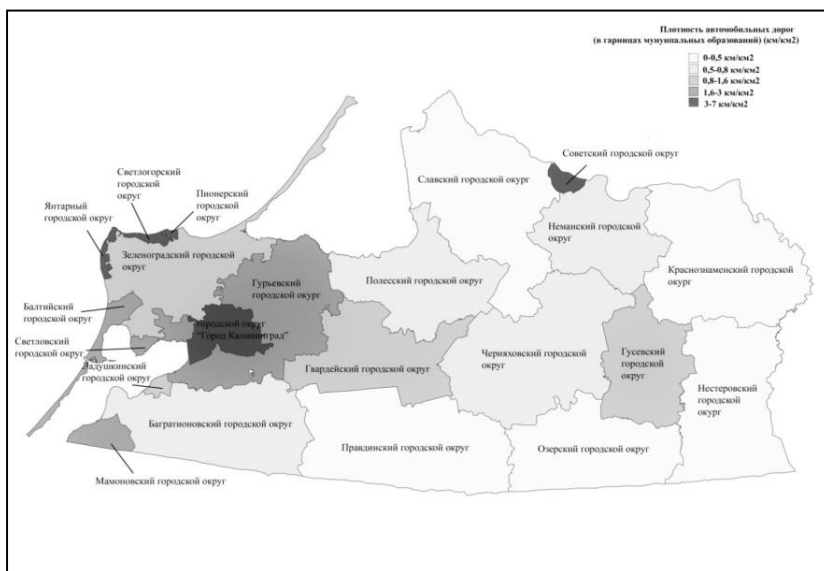 Плотность автомобильных дорог
(в гарницах мунунпальных образований) (км/км2)
0-0,5 км/км2
0,5-0,8 км/км2
0,8-1,6 км/км2
1,6-3 км/км2
3-7 км/км2
Советский городской округ
Славский городской окург
Светлогорский
городской
округ
Пионерский
городской
округ
Янтарный
городской округ
Неманский городской
округ
Зеленоградский городской
округ
Гурьевский
городской окург
Полесский городской округ
Краснознаменский городской
окург
Балтийский
городской округ
городской округ
"Город Калининград"
Светловский
городской округ
Ладушкинский
городской округ
Гвардейский городской округ
Черняховский городской
округ
Гусевский
городской
округ
Нестеровский
городской
округ
Багратионовский городской округ
Правдинский городской округ
Озерский городской округ
Мамоновский городской округ